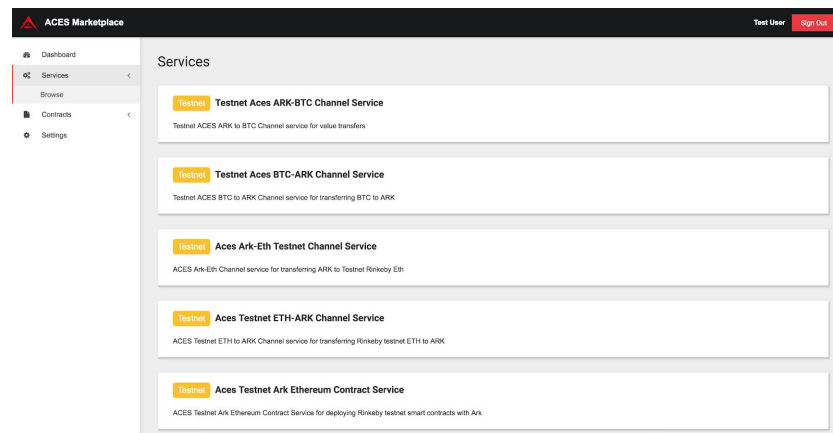 ACES Marketplace
Test User
Sign Out
Dashboard
Services
Browse
Contracts
Settings
Services
Testnet Testnet Aces ARK-BTC Channel Service
Testnet ACES ARK to BTC Channel service for value transfers
Testnet Testnet Aces BTC-ARK Channel Service
Testnet ACES BTC to ARK Channel service for transferring BTC to ARK
Testnet Aces Ark-Eth Testnet Channel Service
ACES Ark-Eth Channel service for transferring ARK to Testnet Rinkeby Eth
Testnet Aces Testnet ETH-ARK Channel Service
ACES Testnet ETH to ARK Channel service for transferring Rinkeby testnet ETH to ARK
Testnet Aces Testnet Ark Ethereum Contract Service
ACES Testnet Ark Ethereum Contract Service for deploying Rinkeby testnet smart contracts with Ark